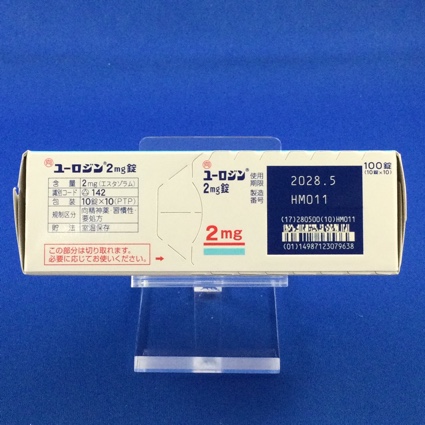 向 ユーロジン® 2mg錠
含 量 2mg(エスタゾラム)
識別コード 142
包 装 10錠×10(PTP)
規制区分 向精神薬 習慣性 要処方
貯 法 室温保存
この部分は切り取れます。
必要に応じてお使いください。 →
向 ユーロジン®
2mg錠
2mg
使用期限
製造番号
2028.5
HM011
(17)280500(10)HM011
(01)14987123079638
100錠
(10錠×10)